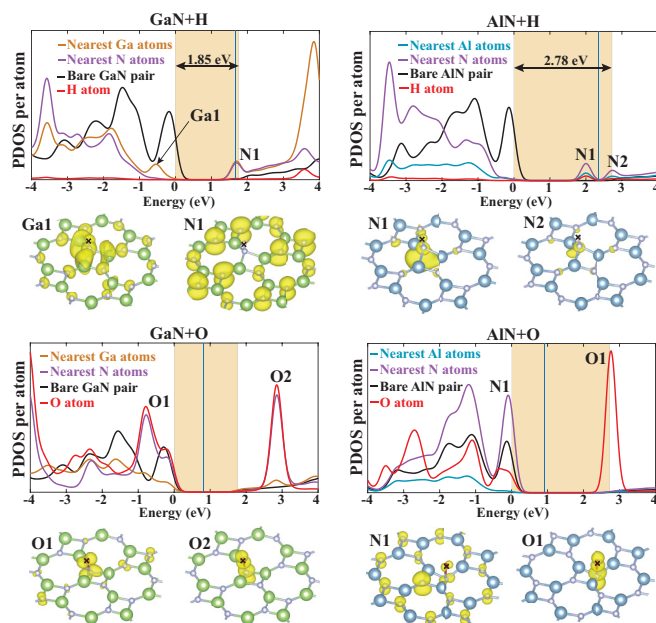 GaN+H
Nearest Ga atoms
Nearest N atoms
Bare GaN pair
H atom
1.85 eV
Ga1
N1
PDOS per atom
-4 -3 -2 -1 0 1 2 3 4
Energy (eV)
Ga1
N1
AlN+H
Nearest Al atoms
Nearest N atoms
Bare AlN pair
H atom
2.78 eV
N1
N2
PDOS per atom
-4 -3 -2 -1 0 1 2 3 4
Energy (eV)
N1
N2
GaN+O
Nearest Ga atoms
Nearest N atoms
Bare GaN pair
O atom
O1
O2
PDOS per atom
-4 -3 -2 -1 0 1 2 3 4
Energy (eV)
O1
O2
AlN+O
Nearest Al atoms
Nearest N atoms
Bare AlN pair
O atom
N1
O1
PDOS per atom
-4 -3 -2 -1 0 1 2 3 4
Energy (eV)
N1
O1